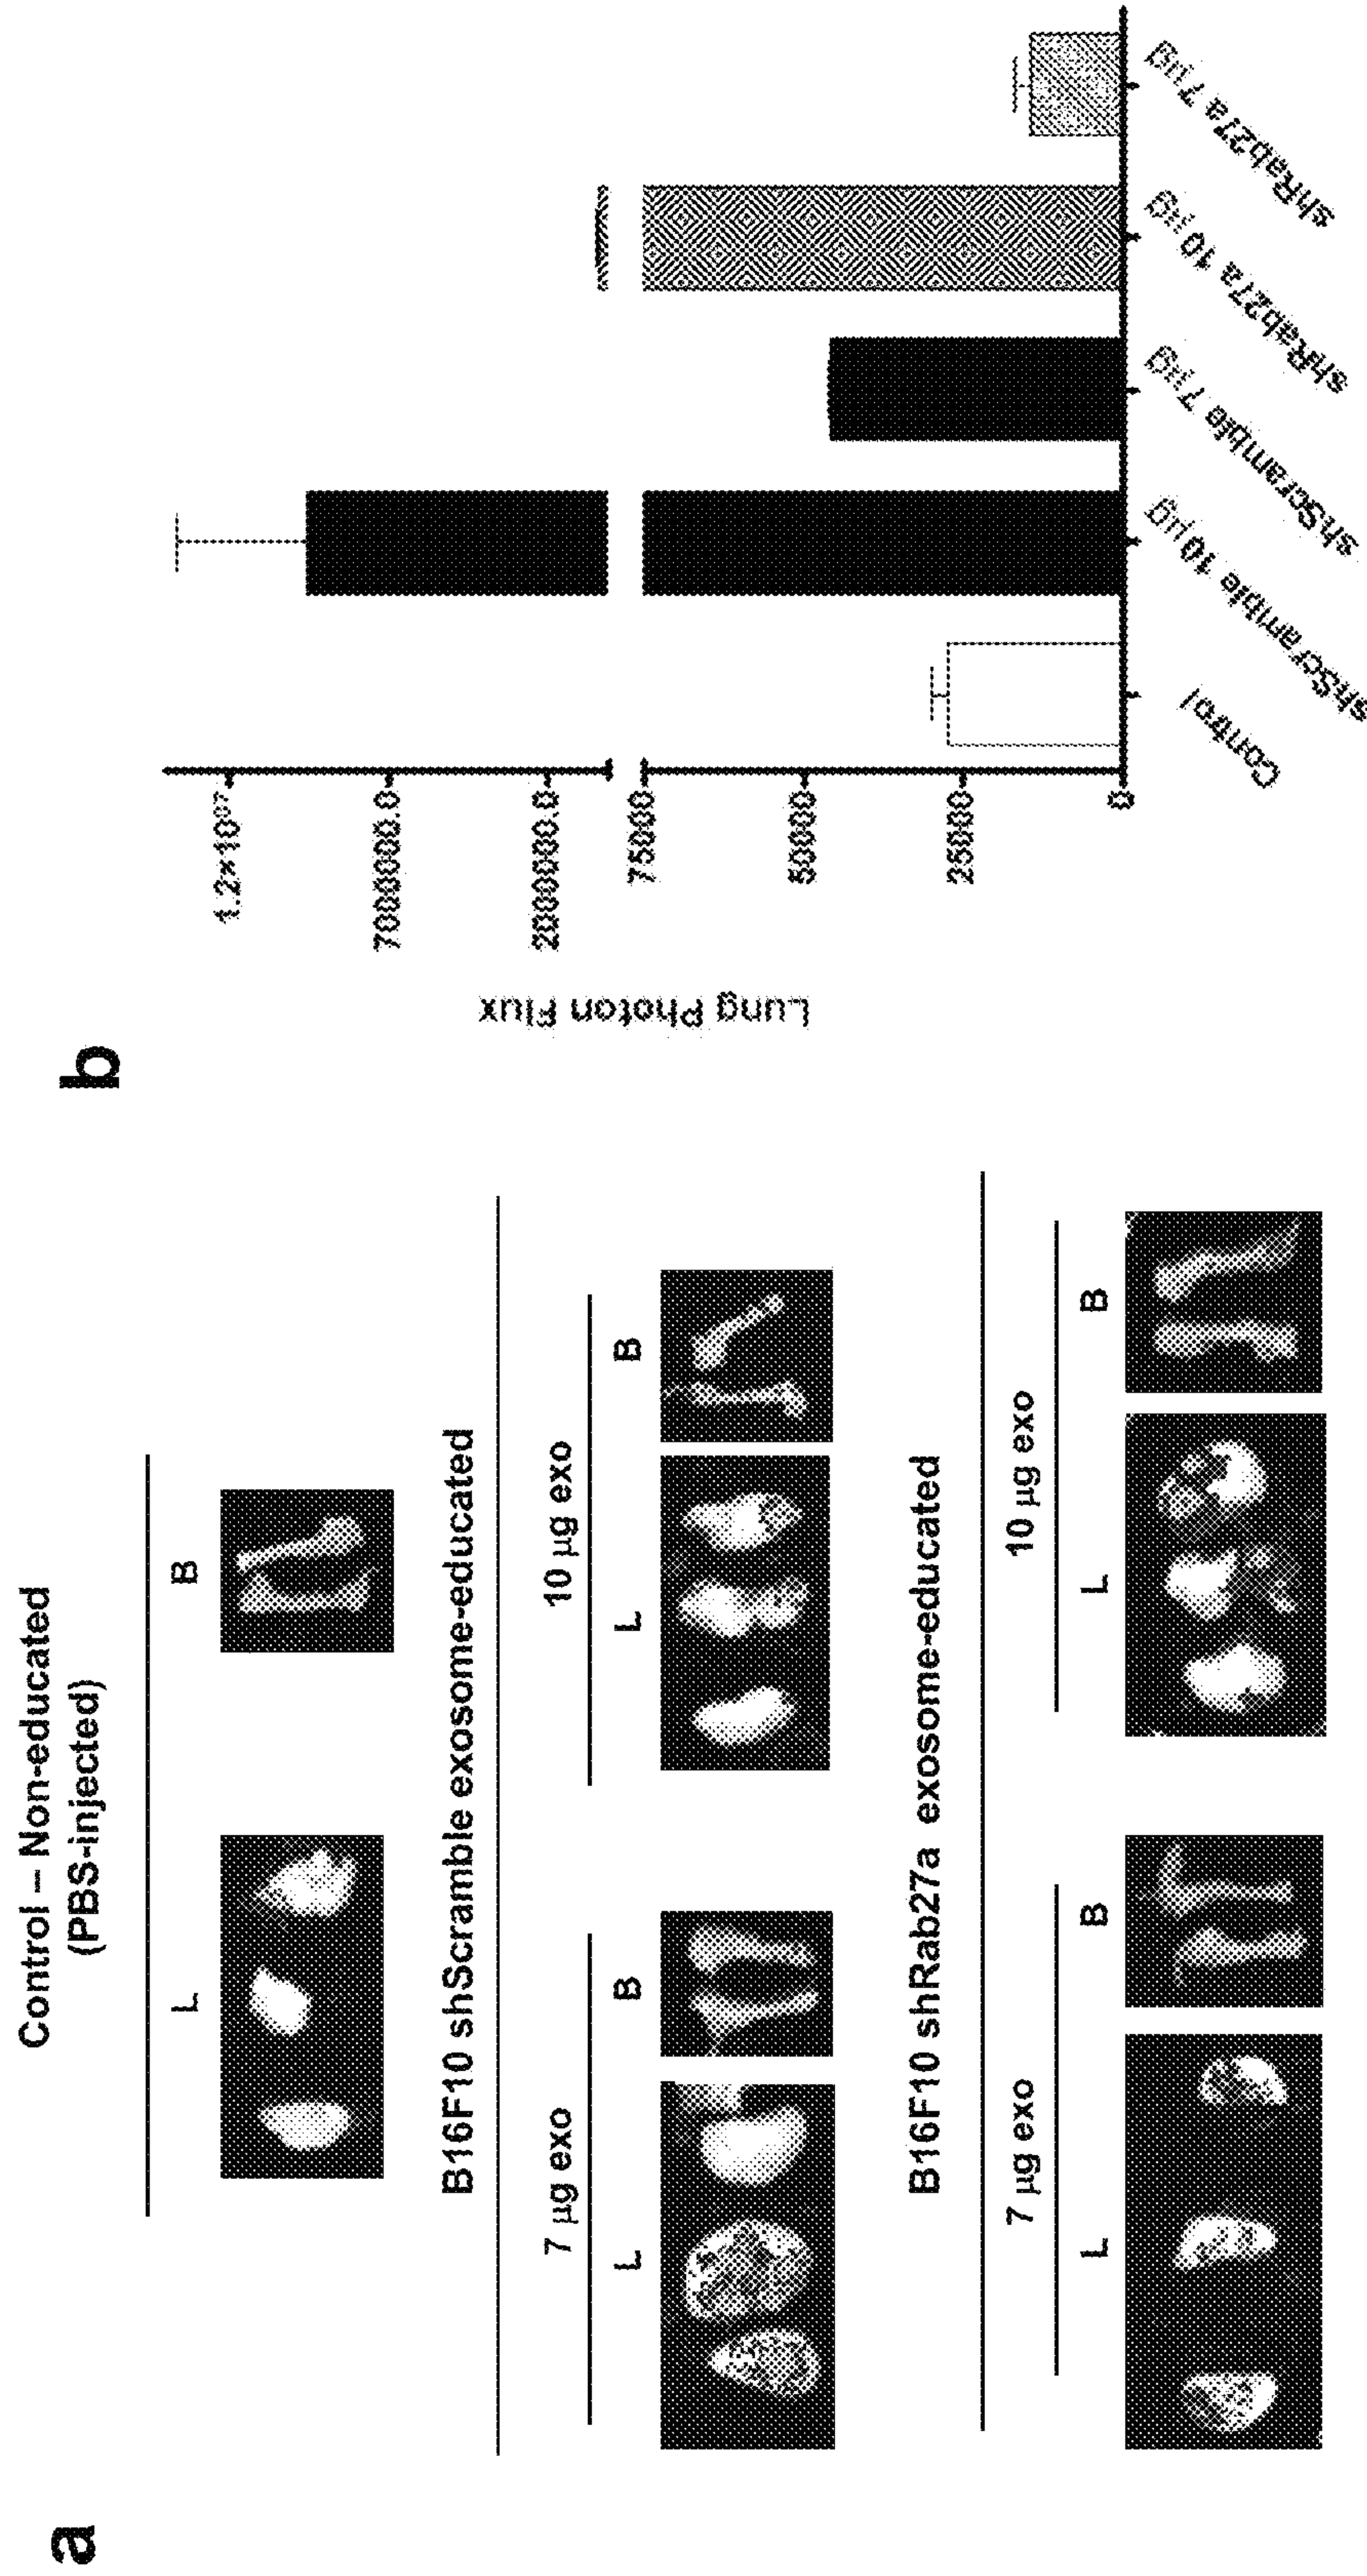 a
Control – Non-educated
(PBS-injected)
L B
B16F10 shScramble exosome-educated
7 µg exo 10 µg exo
L B L B
B16F10 shRab27a exosome-educated
7 µg exo 10 µg exo
L B L B
b
Lung Photon Flux
1.2×10⁰⁷
7000000.0
2000000.0
75000
50000
25000
0
Control
shScramble 10 µg
shScramble 7 µg
shRab27a 10 µg
shRab27a 7 µg